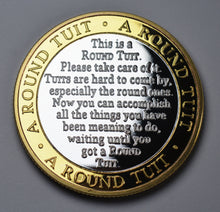 A ROUND TUIT · A ROUND TUIT · A ROUND TUIT ·
This is a
ROUND TUIT.
Please take care of it.
TUITS are hard to come by,
especially the round ones.
Now you can accomplish
all the things you have
been meaning to do,
waiting until you
got a ROUND
TUIT.